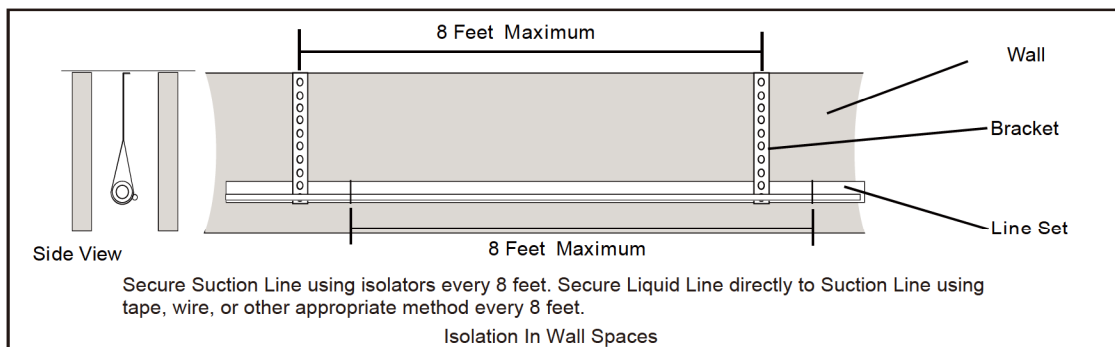 8 Feet Maximum
Wall
Bracket
Line Set
8 Feet Maximum
Side View
Secure Suction Line using isolators every 8 feet. Secure Liquid Line directly to Suction Line using
tape, wire, or other appropriate method every 8 feet.
Isolation In Wall Spaces